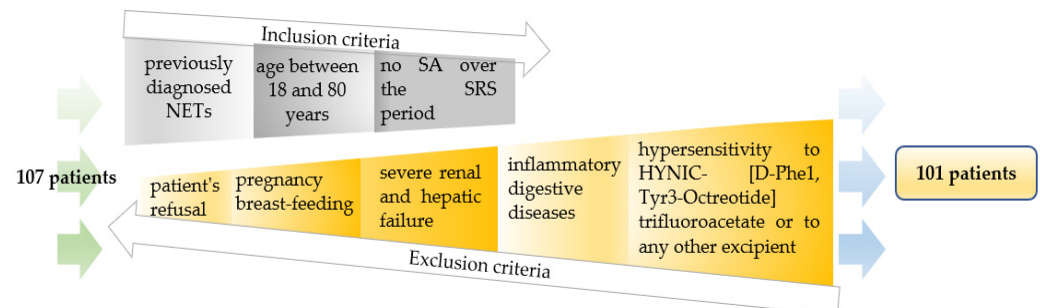 Inclusion criteria
previously
diagnosed
NETs
age between
18 and 80
years
no SA over
the SRS
period
107 patients
patient's
refusal
pregnancy
breast-feeding
severe renal
and hepatic
failure
inflammatory
digestive
diseases
hypersensitivity to
HYNIC- [D-Phe1,
Tyr3-Octreotide]
trifluoroacetate or to
any other excipient
101 patients
Exclusion criteria